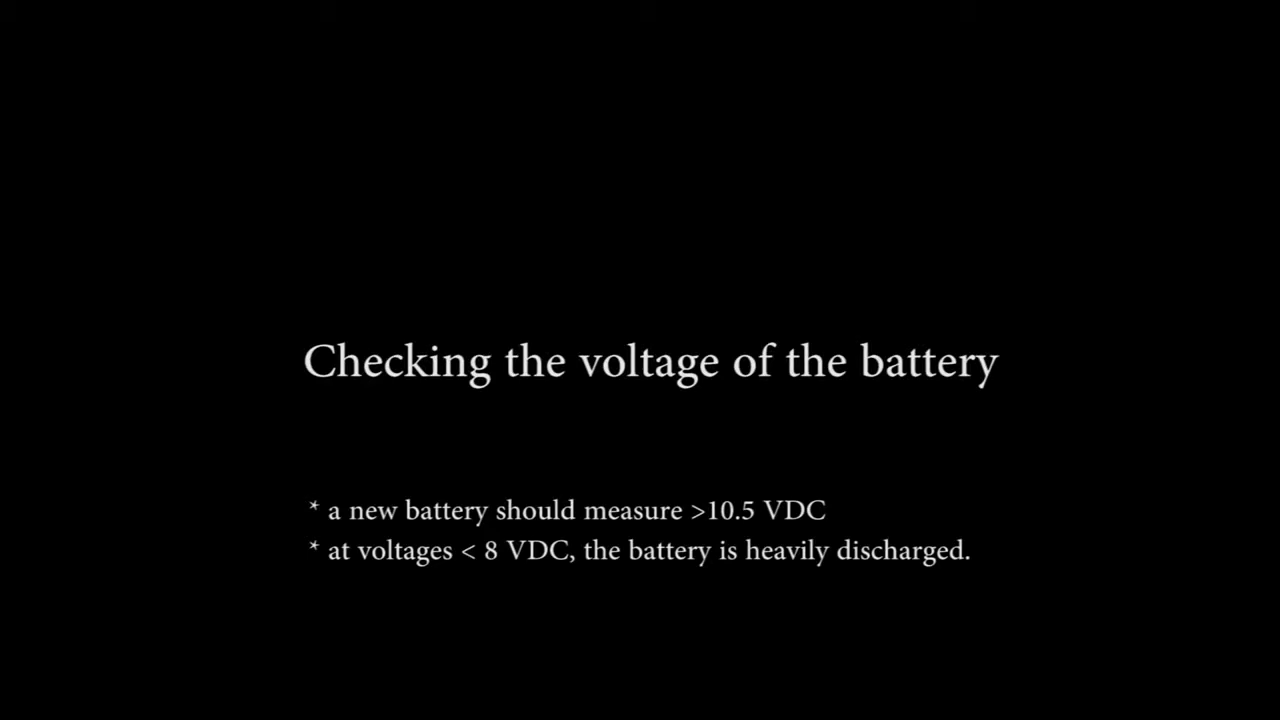 Checking the voltage of the battery
* a new battery should measure >10.5 VDC
* at voltages < 8 VDC, the battery is heavily discharged.